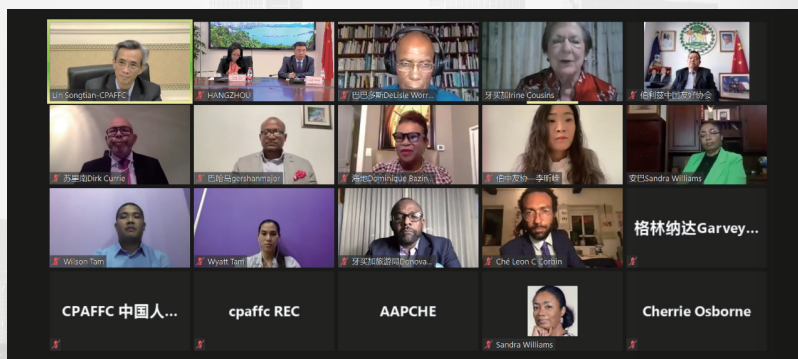 Lin Songtian-CPAFFC
HANGZHOU
巴巴多斯DeLisle Worr...
牙买加Irine Cousins
伯利兹中国友好协会
苏里南Dirk Currie
巴哈马gershanmajor
海地Dominique Bazin...
伯中友协—李昕峰
安巴Sandra Williams
Wilson Tam
Wyatt Tam
牙买加旅游局Donova...
Ché Leon C Corbin
格林纳达Garvey...
CPAFFC 中国人...
cpaffc REC
AAPCHE
Sandra Williams
Cherrie Osborne